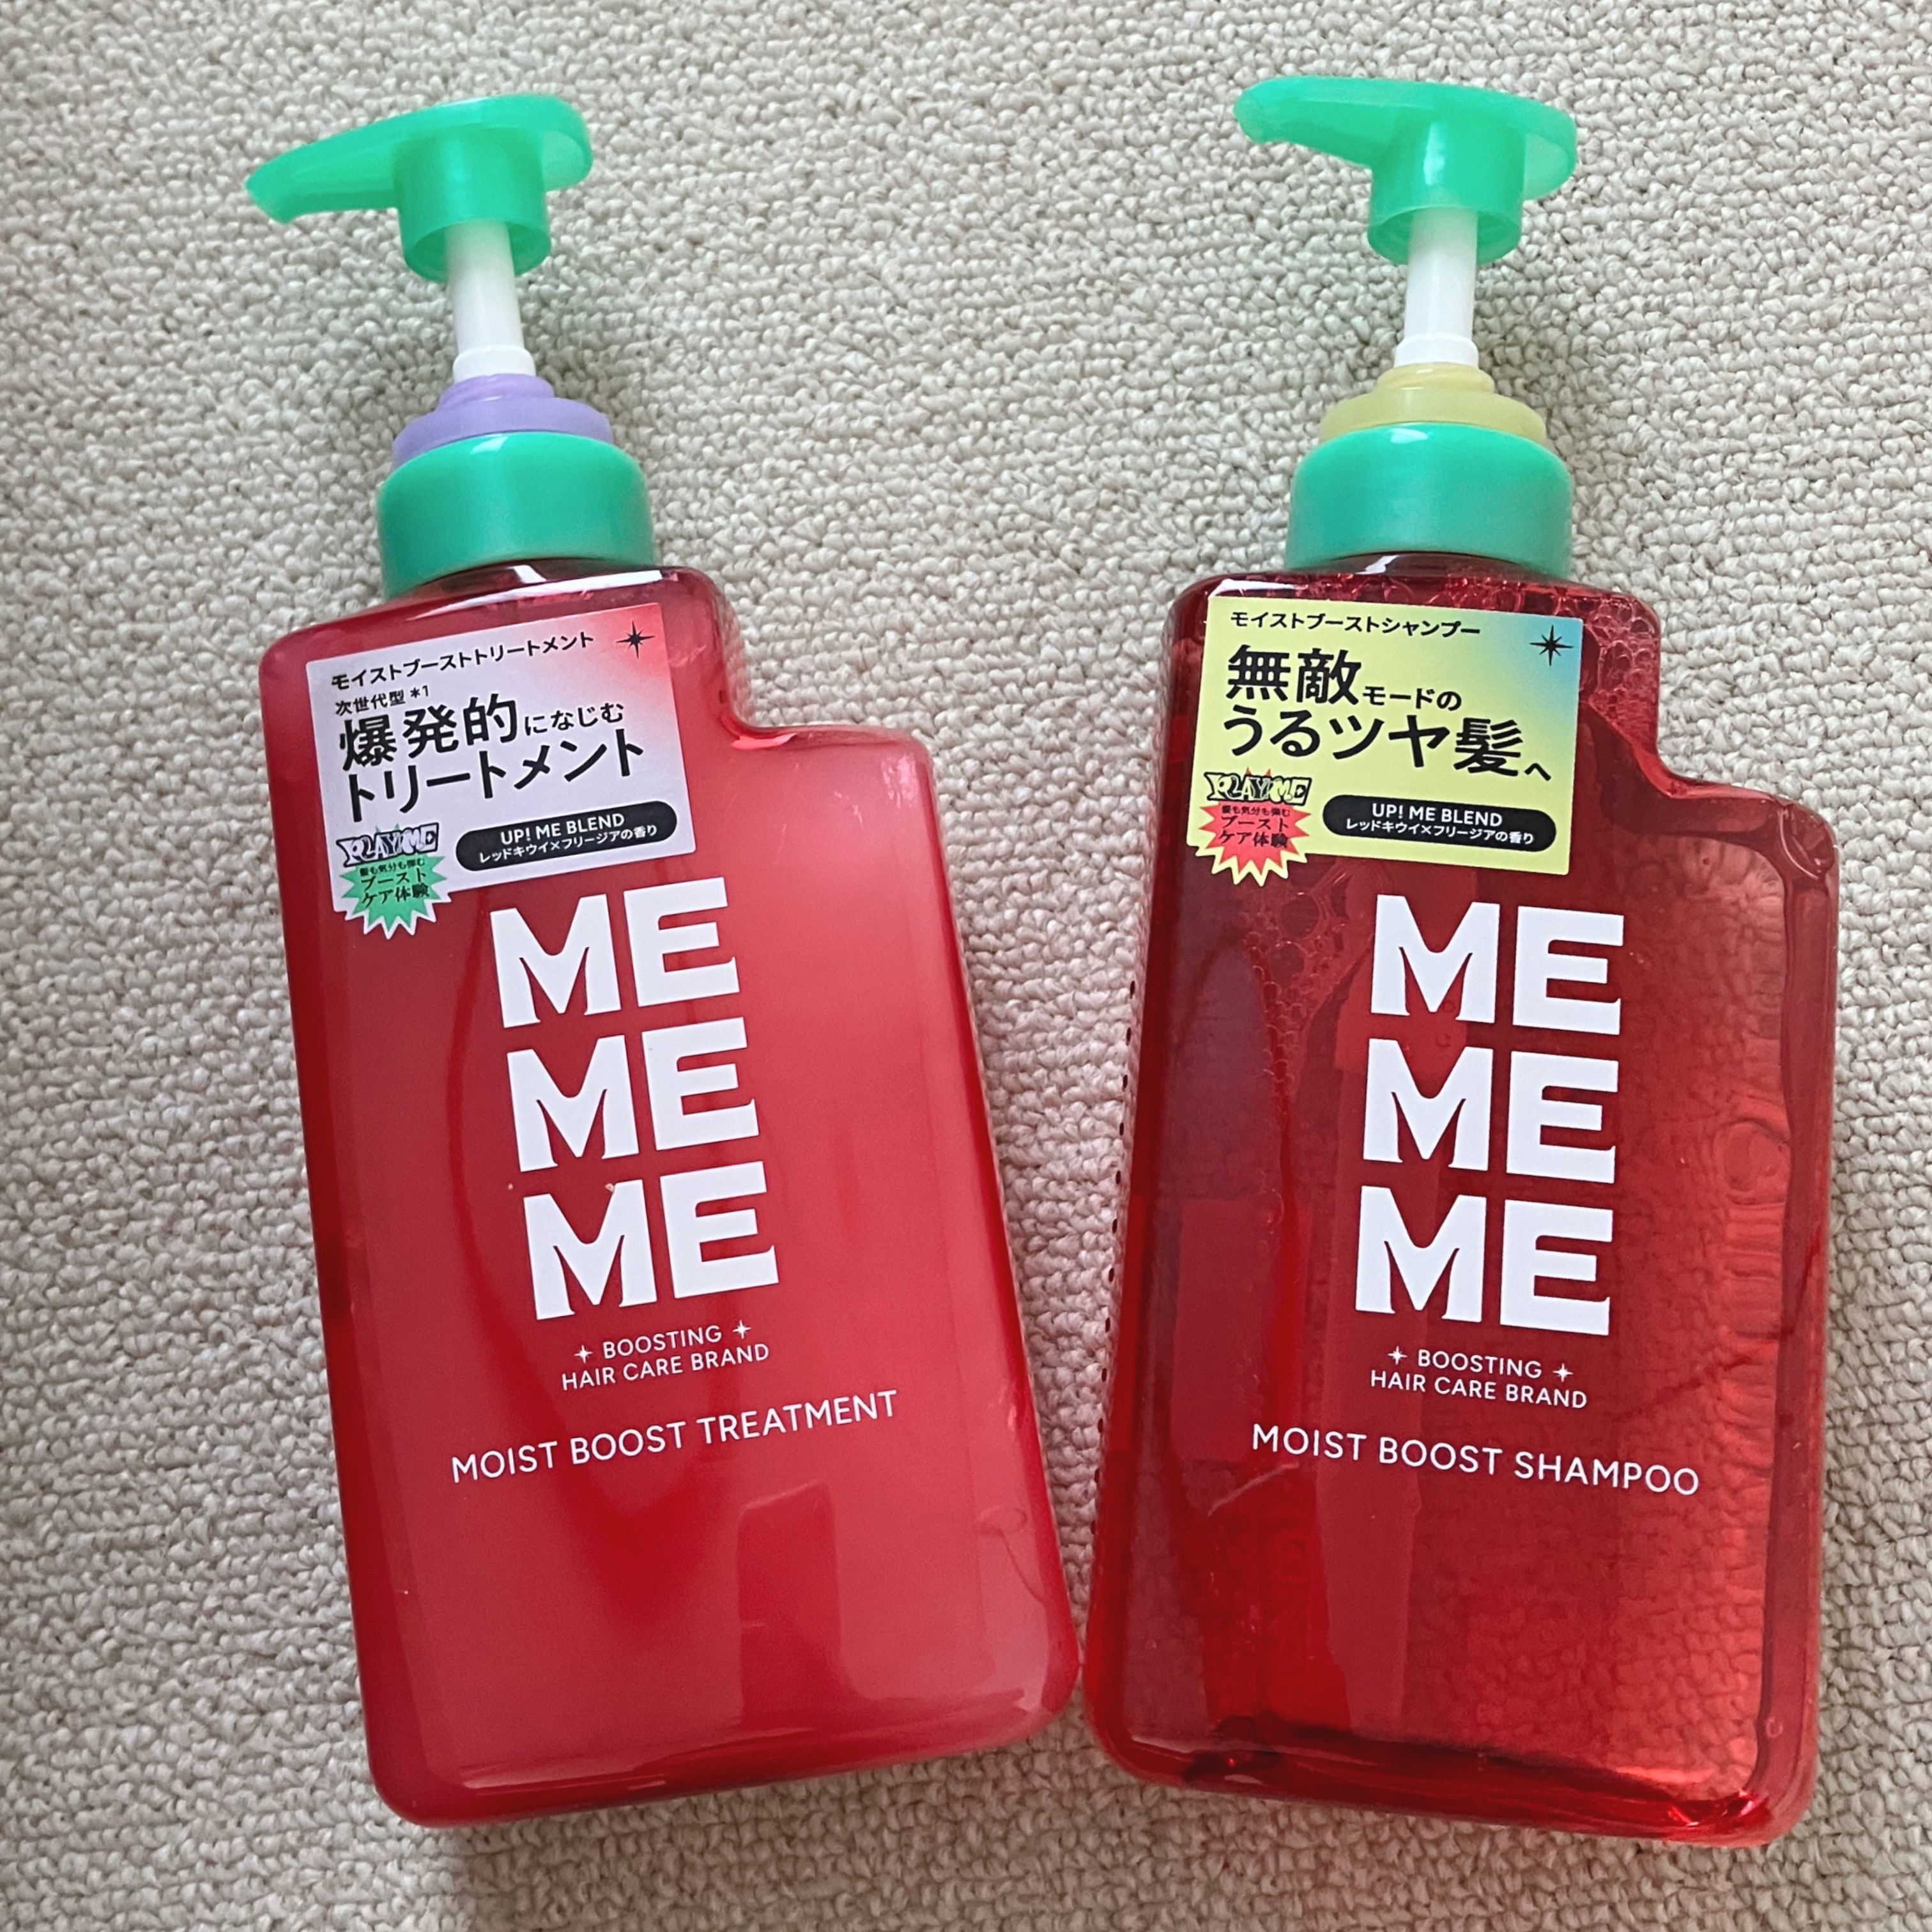 モイストブーストトリートメント
次世代型*1
爆発的になじむ
トリートメント
PLAY!ME
髪も気分も弾む
ブースト
ケア体験
UP! ME BLEND
レッドキウイ×フリージアの香り
ME
ME
ME
BOOSTING
HAIR CARE BRAND
MOIST BOOST TREATMENT
モイストブーストシャンプー
無敵モードの
うるツヤ髪へ
PLAY!ME
髪も気分も弾む
ブースト
ケア体験
UP! ME BLEND
レッドキウイ×フリージアの香り
ME
ME
ME
BOOSTING
HAIR CARE BRAND
MOIST BOOST SHAMPOO